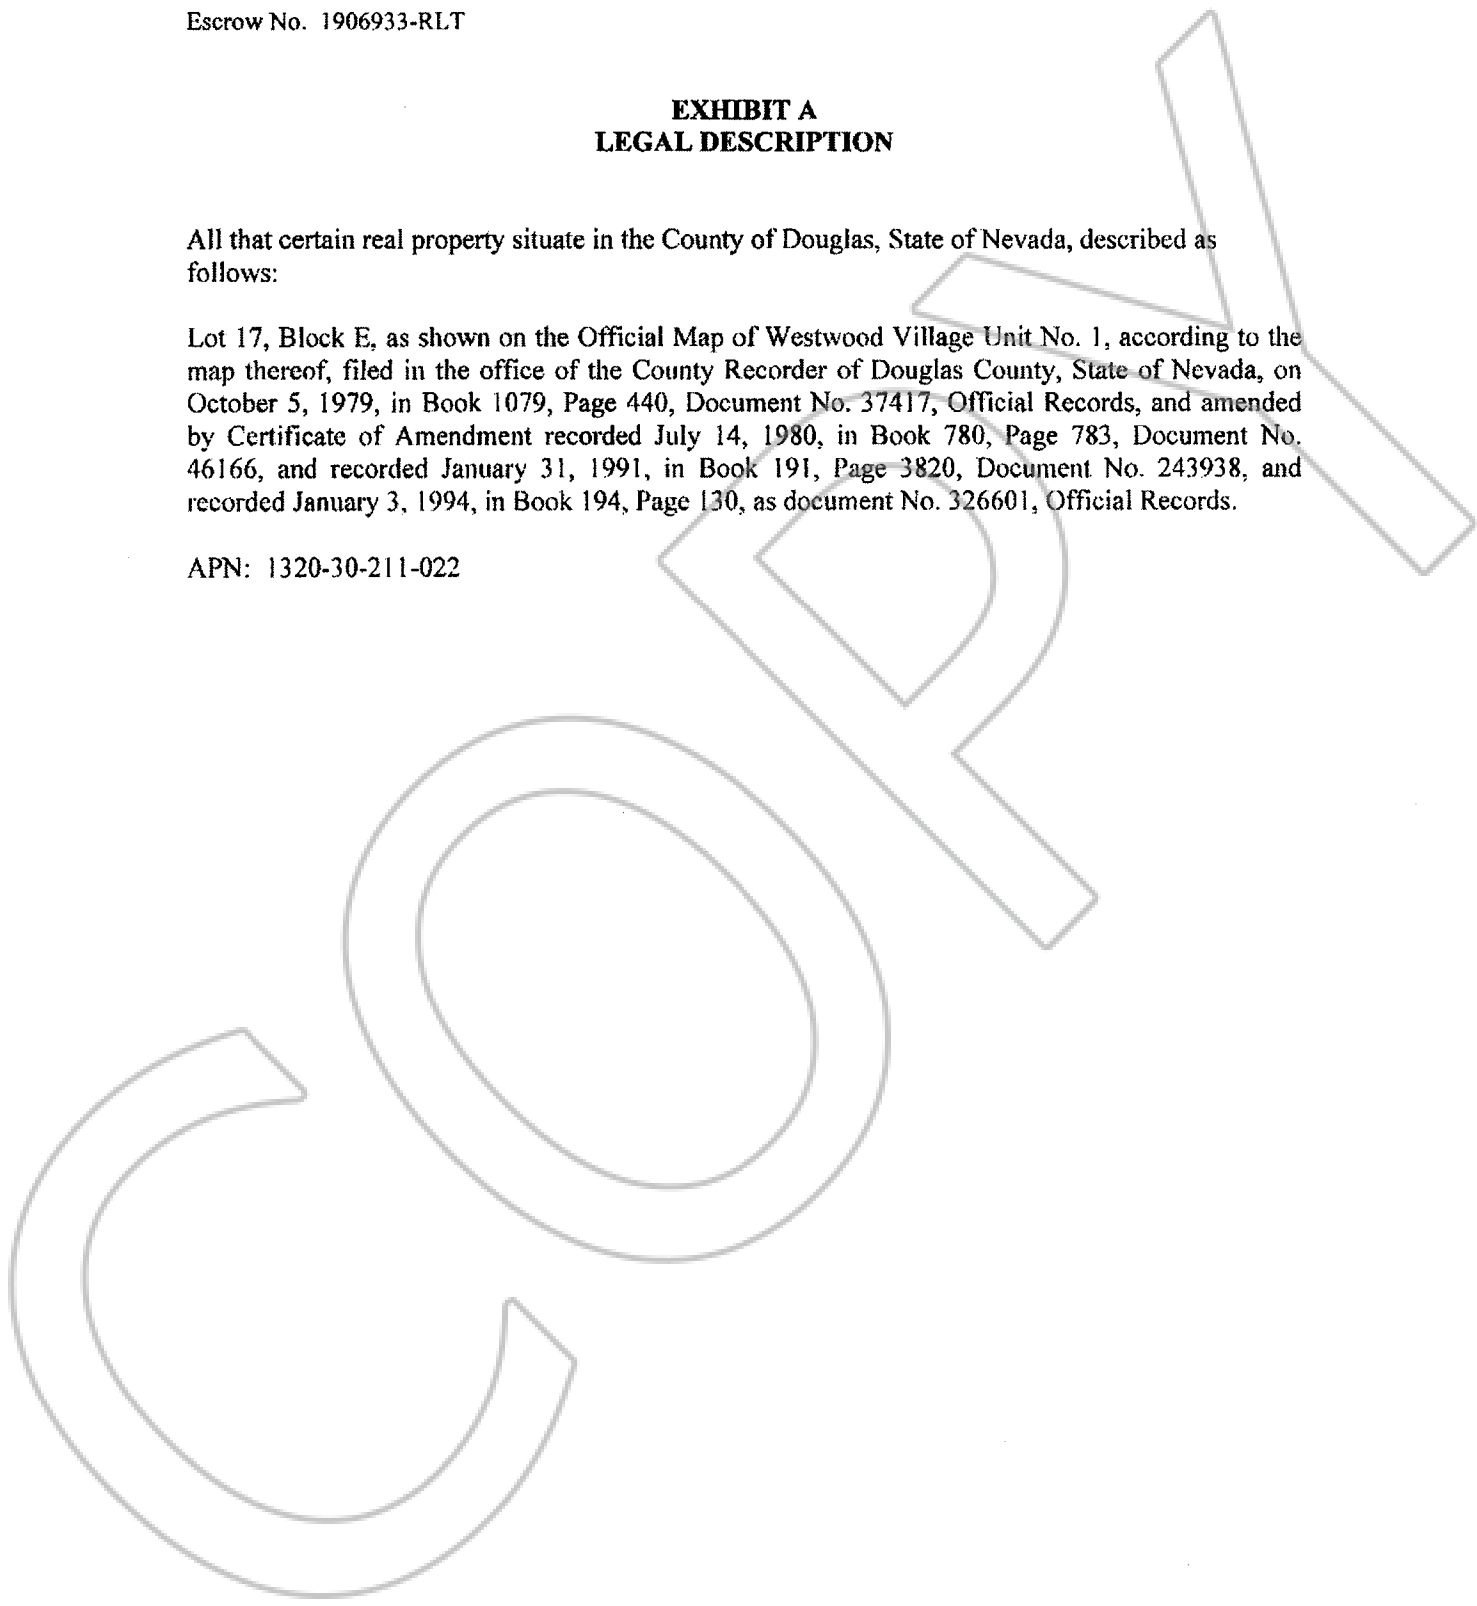 Escrow No. 1906933-RLT
EXHIBIT A
LEGAL DESCRIPTION
All that certain real property situate in the County of Douglas, State of Nevada, described as
follows:
Lot 17, Block E, as shown on the Official Map of Westwood Village Unit No. 1, according to the
map thereof, filed in the office of the County Recorder of Douglas County, State of Nevada, on
October 5, 1979, in Book 1079, Page 440, Document No. 37417, Official Records, and amended
by Certificate of Amendment recorded July 14, 1980, in Book 780, Page 783, Document No.
46166, and recorded January 31, 1991, in Book 191, Page 3820, Document No. 243938, and
recorded January 3, 1994, in Book 194, Page 130, as document No. 326601, Official Records.
APN: 1320-30-211-022
COPY